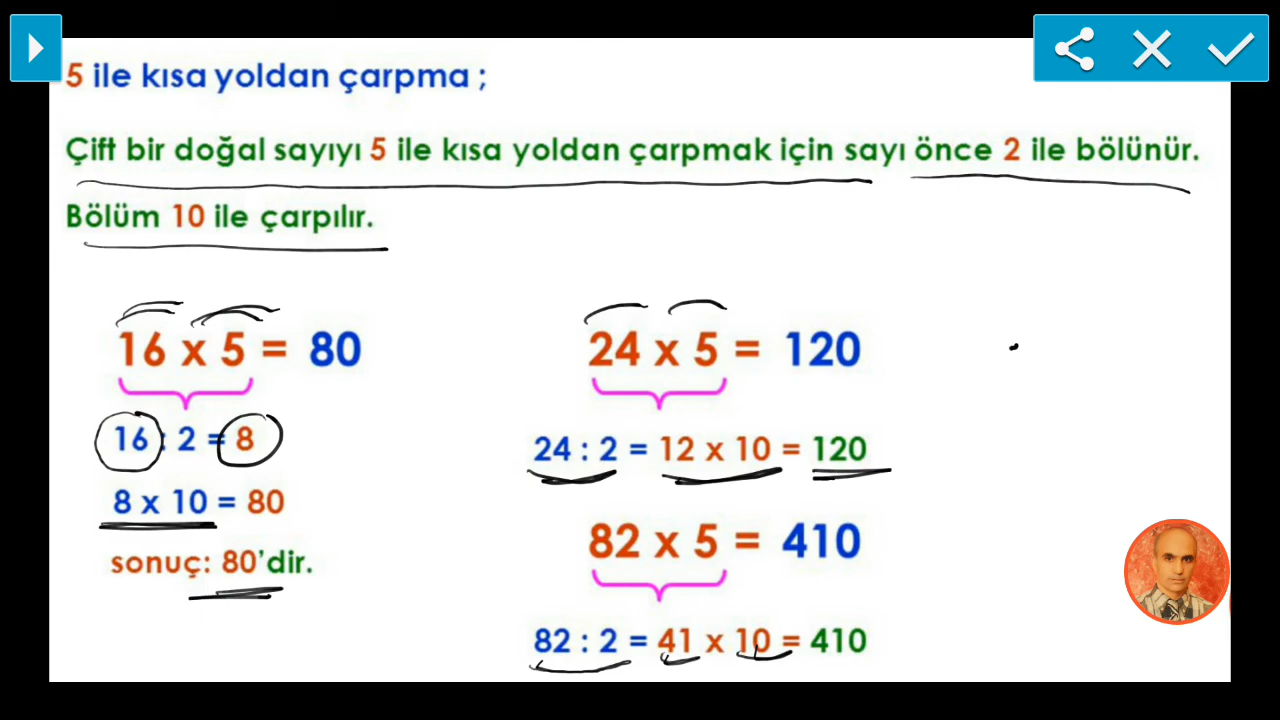 5 ile kısa yoldan çarpma ;
Çift bir doğal sayıyı 5 ile kısa yoldan çarpmak için sayı önce 2 ile bölünür.
Bölüm 10 ile çarpılır.
16 x 5 = 80
16 : 2 = 8
8 x 10 = 80
sonuç: 80'dir.
24 x 5 = 120
24 : 2 = 12 x 10 = 120
82 x 5 = 410
82 : 2 = 41 x 10 = 410